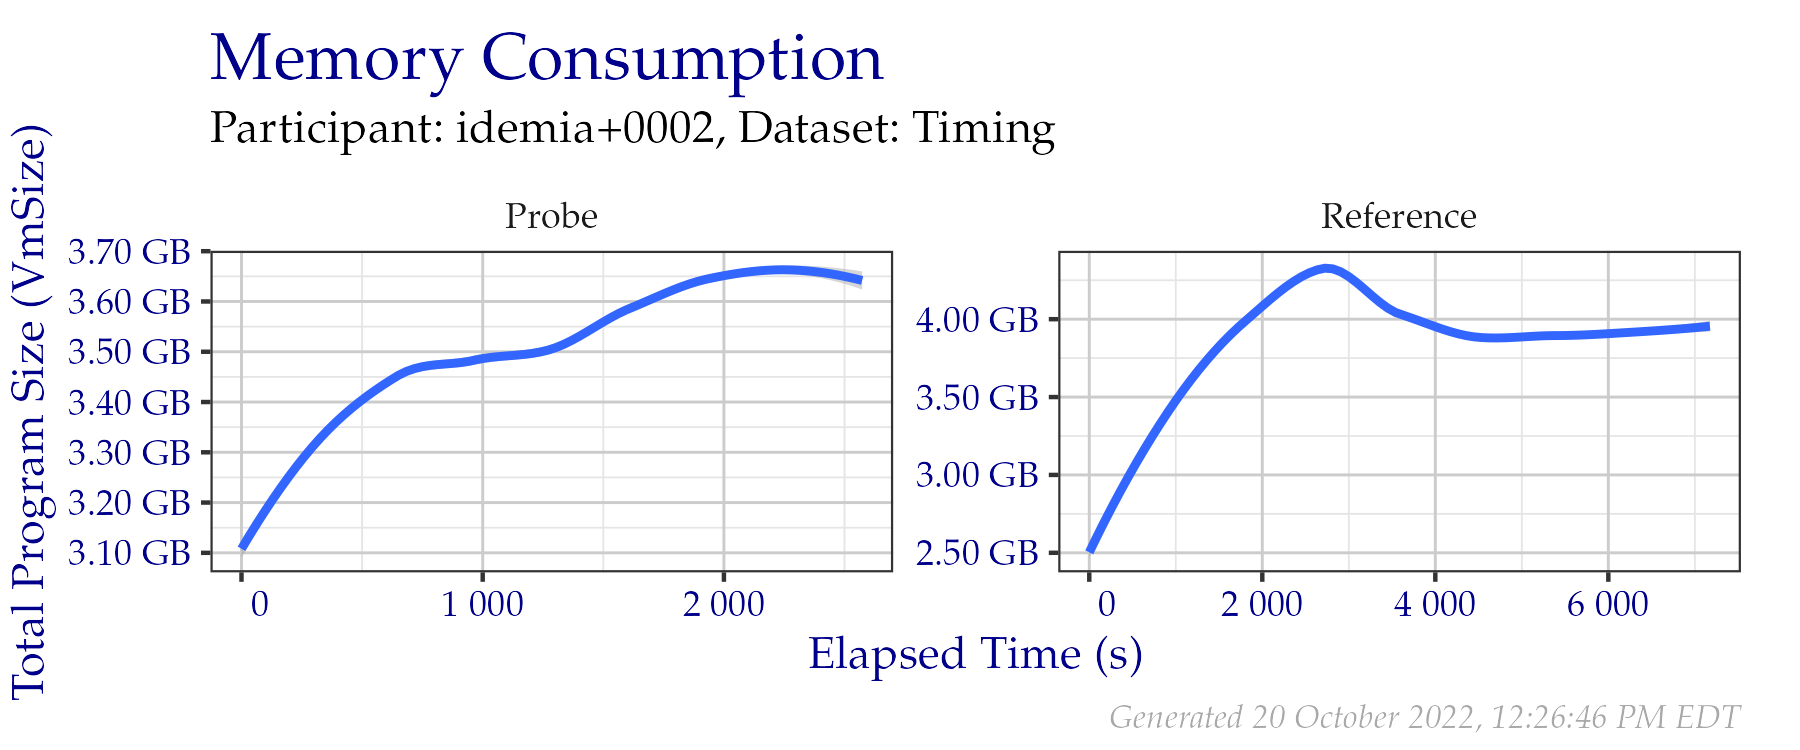 Memory Consumption
Participant: idemia+0002, Dataset: Timing
Total Program Size (VmSize)
Probe
3.70 GB
3.60 GB
3.50 GB
3.40 GB
3.30 GB
3.20 GB
3.10 GB
0 1 000 2 000
Reference
4.00 GB
3.50 GB
3.00 GB
2.50 GB
0 2 000 4 000 6 000
Elapsed Time (s)
Generated 20 October 2022, 12:26:46 PM EDT